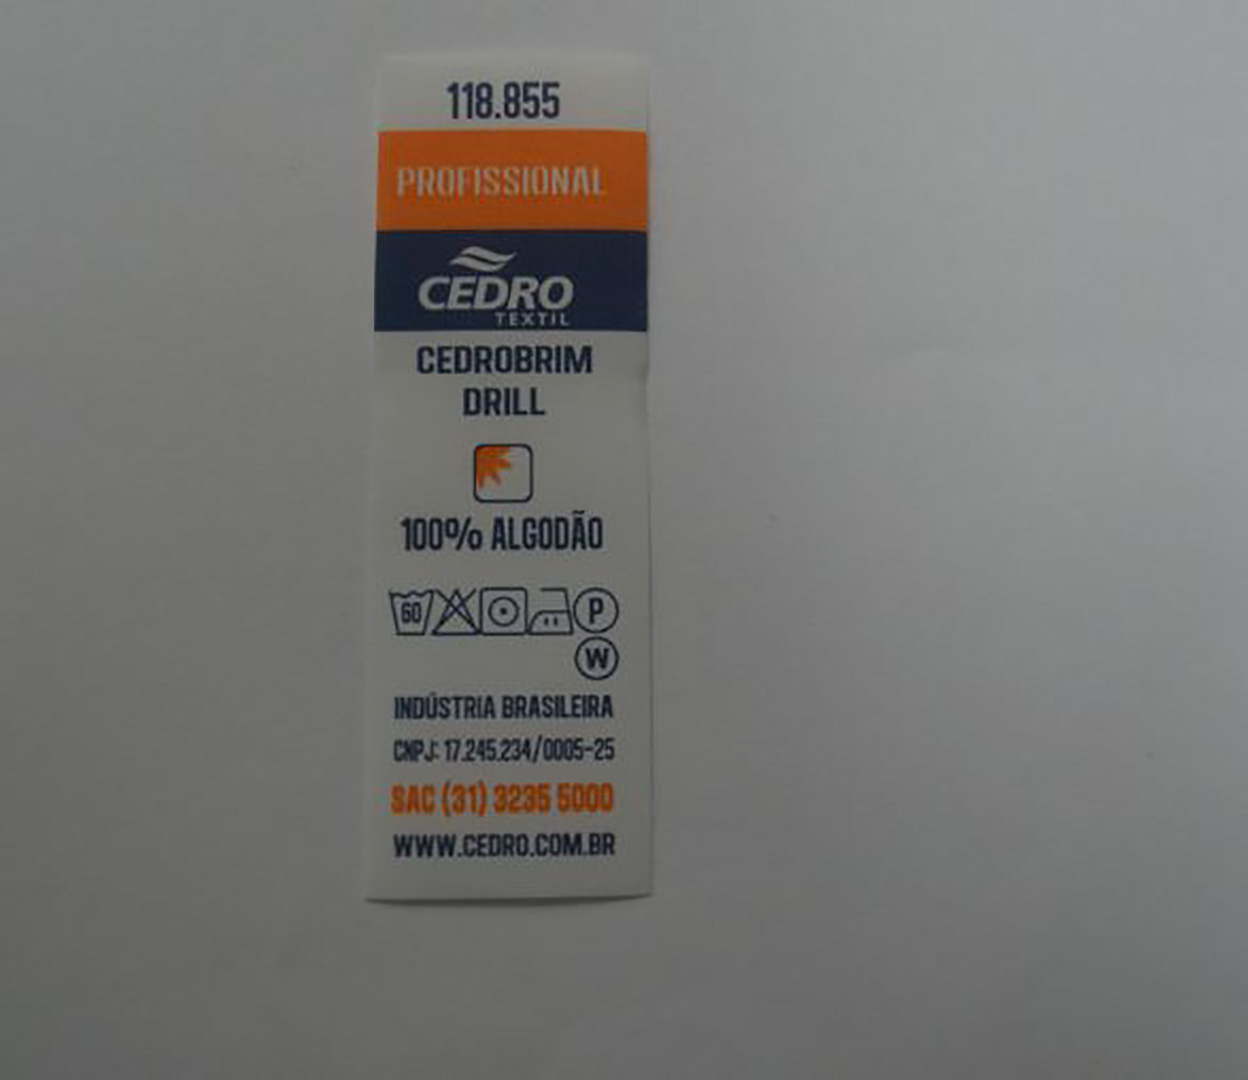 118.855
PROFISSIONAL
CEDRO
TEXTIL
CEDROBRIM
DRILL
100% ALGODÃO
60 P
W
INDÚSTRIA BRASILEIRA
CNPJ: 17.245.234/0005-25
SAC (31) 3235 5000
WWW.CEDRO.COM.BR